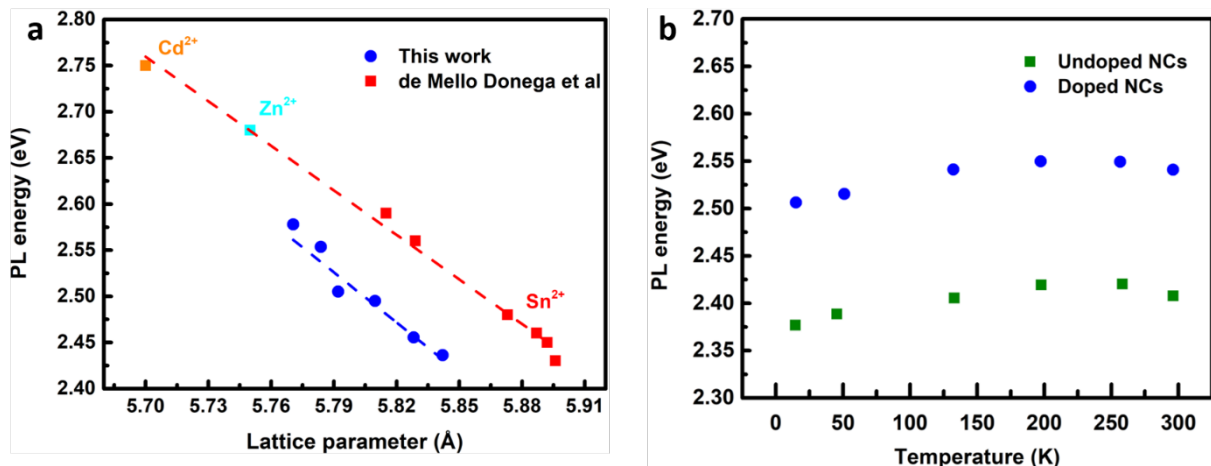 a
2.80
2.75
2.70
2.65
2.60
2.55
2.50
2.45
2.40
PL energy (eV)
Cd²⁺
Zn²⁺
Sn²⁺
This work
de Mello Donega et al
5.70 5.73 5.76 5.79 5.82 5.85 5.88 5.91
Lattice parameter (Å)
b
2.70
2.65
2.60
2.55
2.50
2.45
2.40
2.35
2.30
PL energy (eV)
Undoped NCs
Doped NCs
0 50 100 150 200 250 300
Temperature (K)